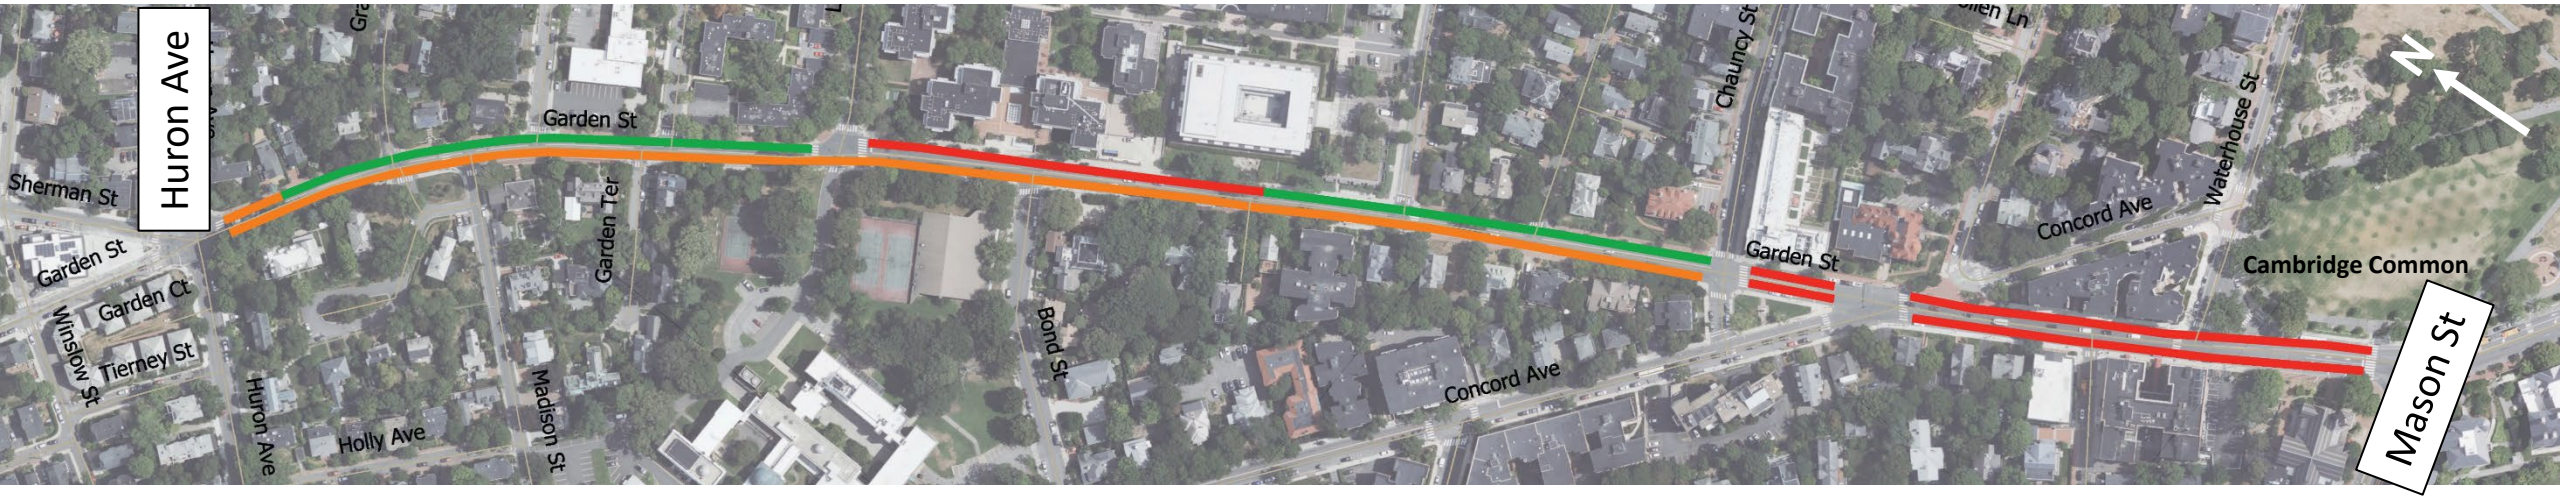 Garden St
Chauncy St
N
Waterhouse St
Huron Ave
Sherman St
Garden St
Garden Ct
Winslow St
Tierney St
Huron Ave
Holly Ave
Madison St
Garden Ter
Bond St
Concord Ave
Garden St
Concord Ave
Cambridge Common
Mason St